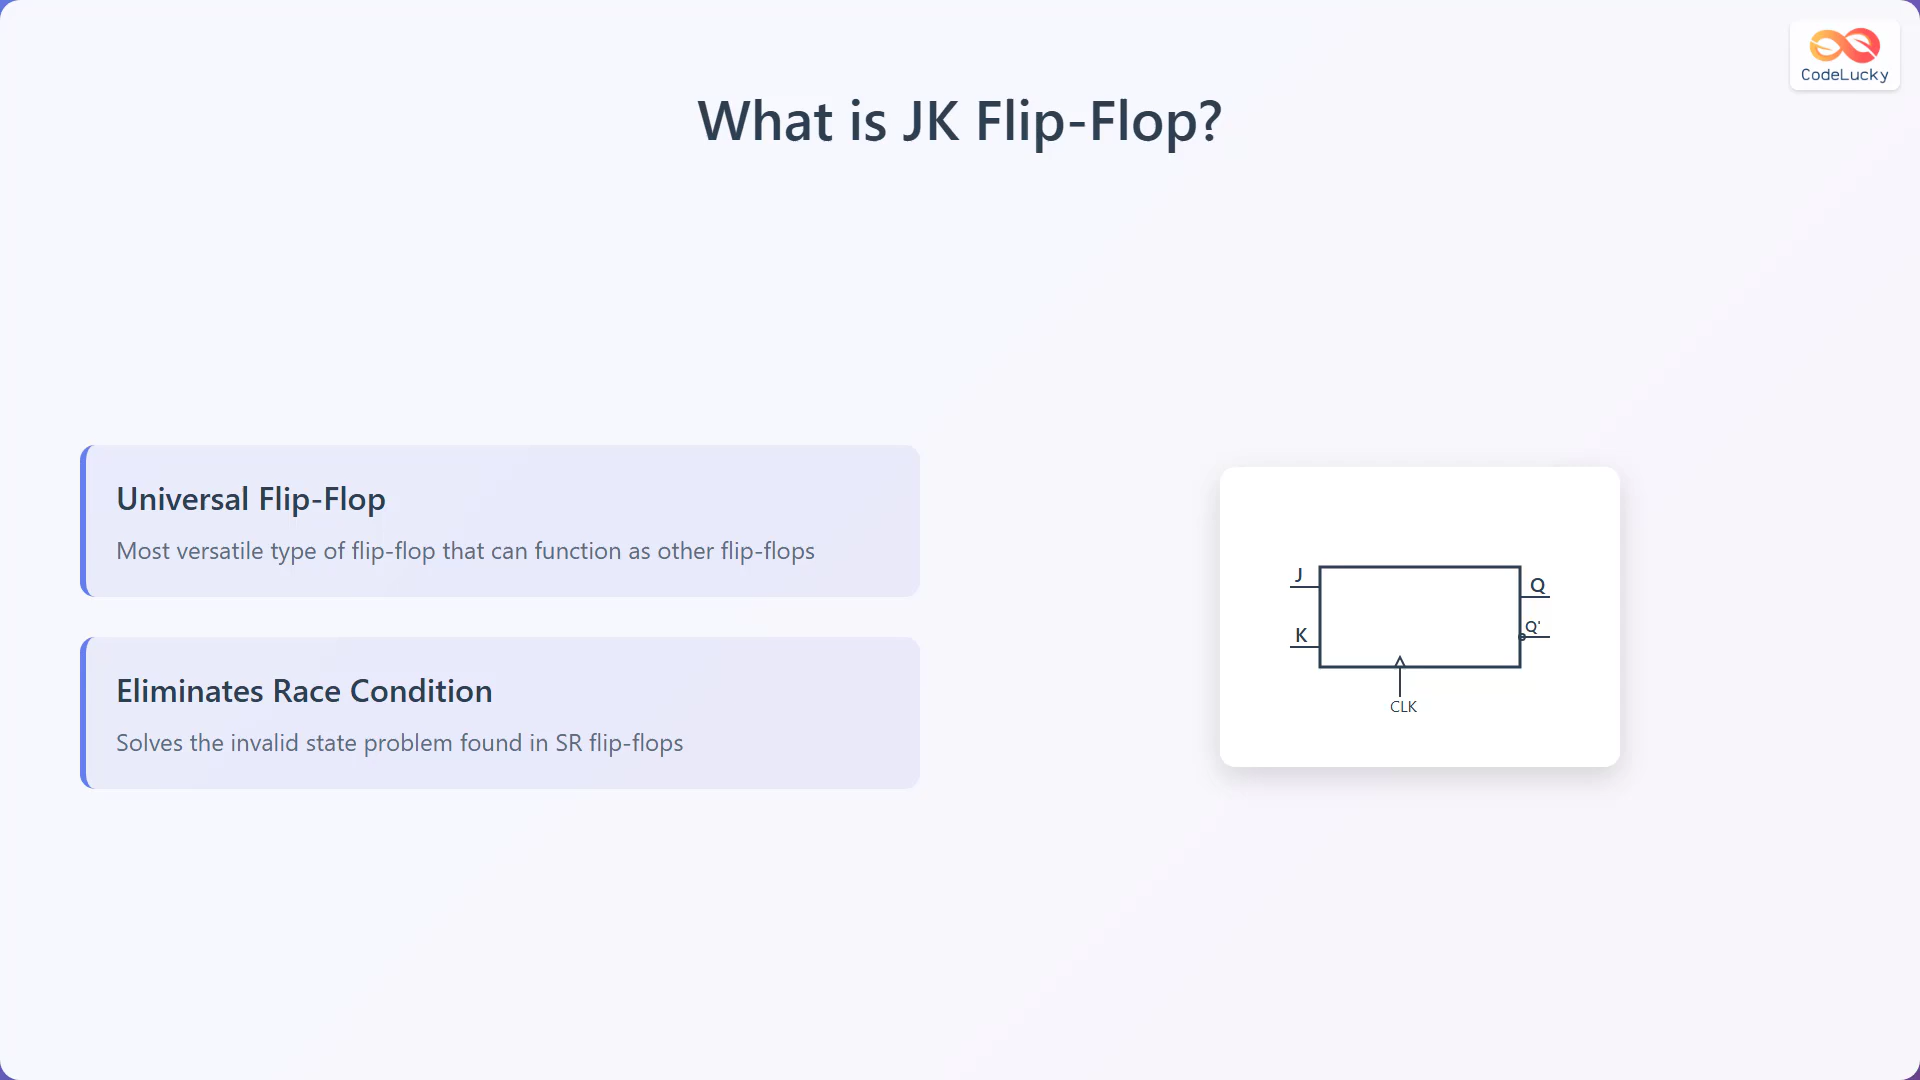 CodeLucky
What is JK Flip-Flop?
Universal Flip-Flop
Most versatile type of flip-flop that can function as other flip-flops
Eliminates Race Condition
Solves the invalid state problem found in SR flip-flops
J
Q
K
Q'
CLK